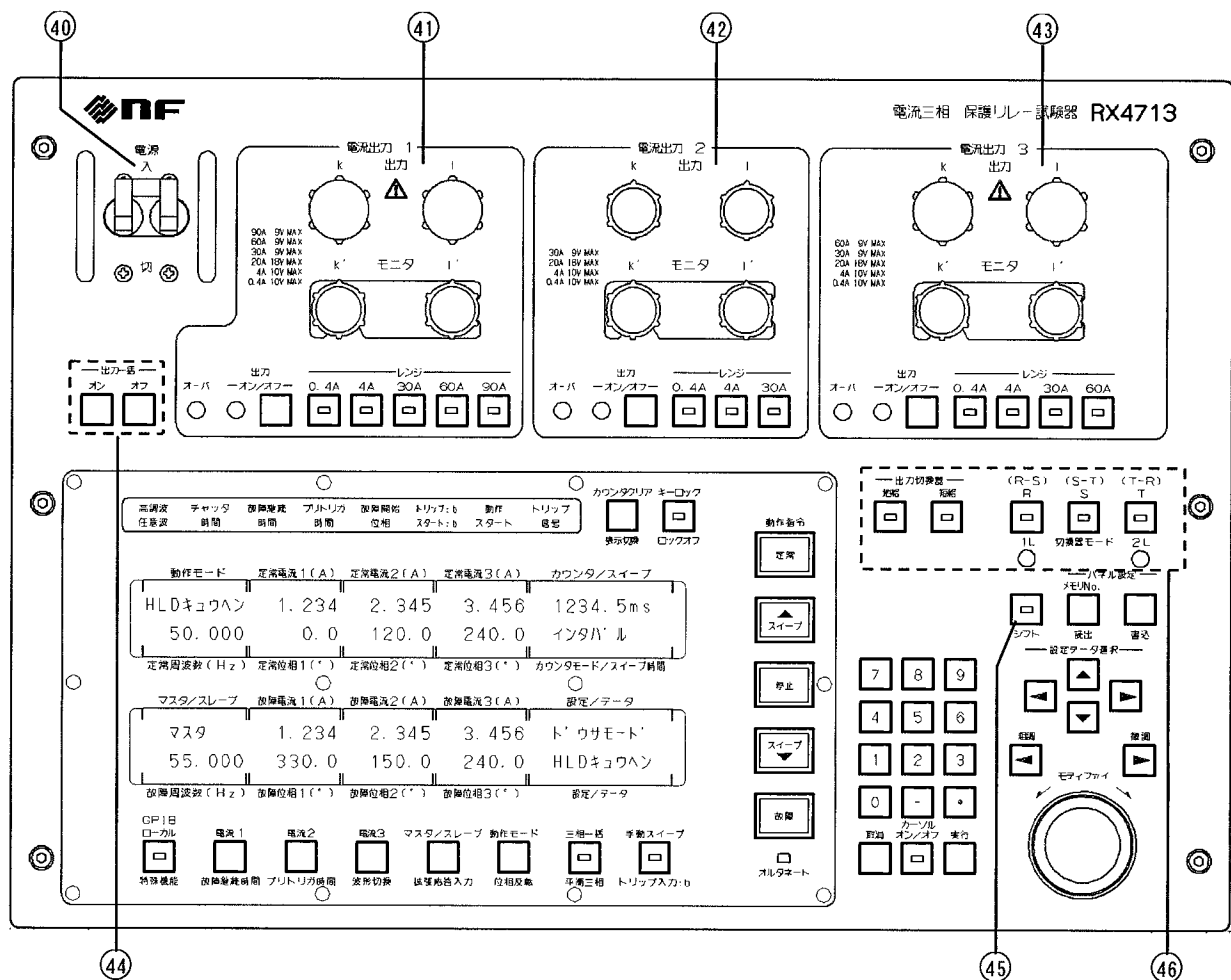 40 41 42 43
NF
電流三相 保護リレー試験器 RX4713
電源
入
切
電流出力 1
k 出力 l
90A 9V MAX
60A 9V MAX
30A 9V MAX
20A 18V MAX
4A 10V MAX
0.4A 10V MAX
k' モニタ l'
電流出力 2
k 出力 l
30A 9V MAX
20A 18V MAX
4A 10V MAX
0.4A 10V MAX
k' モニタ l'
電流出力 3
k 出力 l
60A 9V MAX
30A 9V MAX
20A 18V MAX
4A 10V MAX
0.4A 10V MAX
k' モニタ l'
出力一括
オン オフ
オーバ 出力 ーオン/オフー レンジ
0.4A 4A 30A 60A 90A
オーバ 出力 ーオン/オフー レンジ
0.4A 4A 30A
オーバ 出力 ーオン/オフー レンジ
0.4A 4A 30A 60A
高調波 チャッタ 故障継続 プリトリガ 故障開始 トリップ:b 動作 トリップ
任意波 時間 時間 時間 位相 スタート:b スタート 信号
カウンタクリア キーロック
表示切換 ロックオフ
出力切換器
(R-S) (S-T) (T-R)
R S T
1L 切換器モード 2L
動作モード 定常電流1(A) 定常電流2(A) 定常電流3(A) カウンタ/スイープ
HLDキュウヘン 1.234 2.345 3.456 1234.5ms
50.000 0.0 120.0 240.0 インタバル
定常周波数(Hz) 定常位相1(°) 定常位相2(°) 定常位相3(°) カウンタモード/スイープ時間
マスタ/スレーブ 故障電流1(A) 故障電流2(A) 故障電流3(A) 設定/データ
マスタ 1.234 2.345 3.456 ドウサモード
55.000 330.0 150.0 240.0 HLDキュウヘン
故障周波数(Hz) 故障位相1(°) 故障位相2(°) 故障位相3(°) 設定/データ
GPIB
ローカル 電流1 電流2 電流3 マスタ/スレーブ 動作モード 三相一括 手動スイープ
特殊機能 故障継続時間 プリトリガ時間 波形切換 拡張応答入力 位相反転 平衡三相 トリップ入力:b
動作指令
定常
▲
スイープ
停止
スイープ
▼
故障
オルタネート
パネル設定
メモリNo.
シフト 読出 書込
設定データ選択
▲
◀ ▶
▼
粗調 微調
◀ ▶
モディファイ
7 8 9
4 5 6
1 2 3
0 - •
取消 カーソル オン/オフ 実行
44 45 46